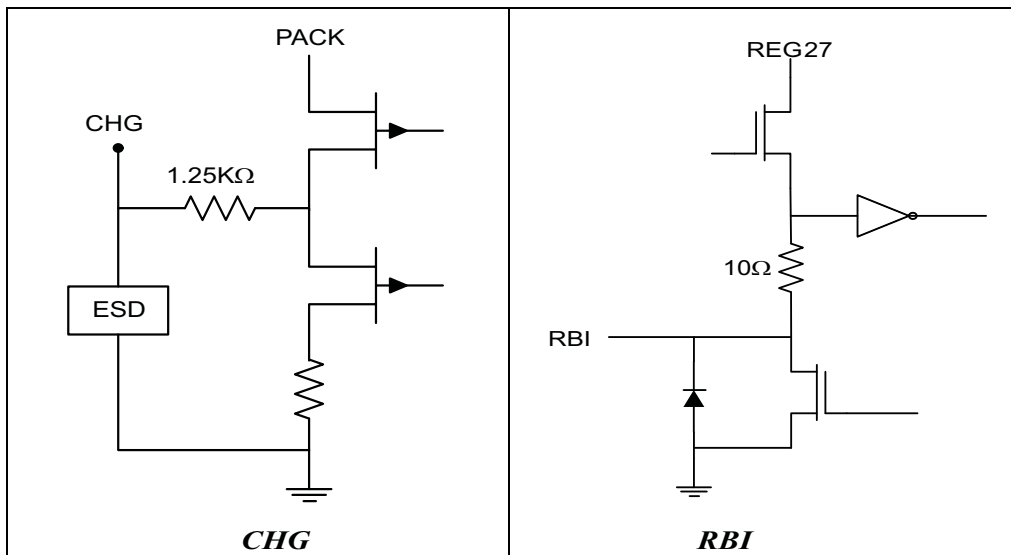 PACK
CHG
1.25KΩ
ESD
CHG
REG27
10Ω
RBI
RBI